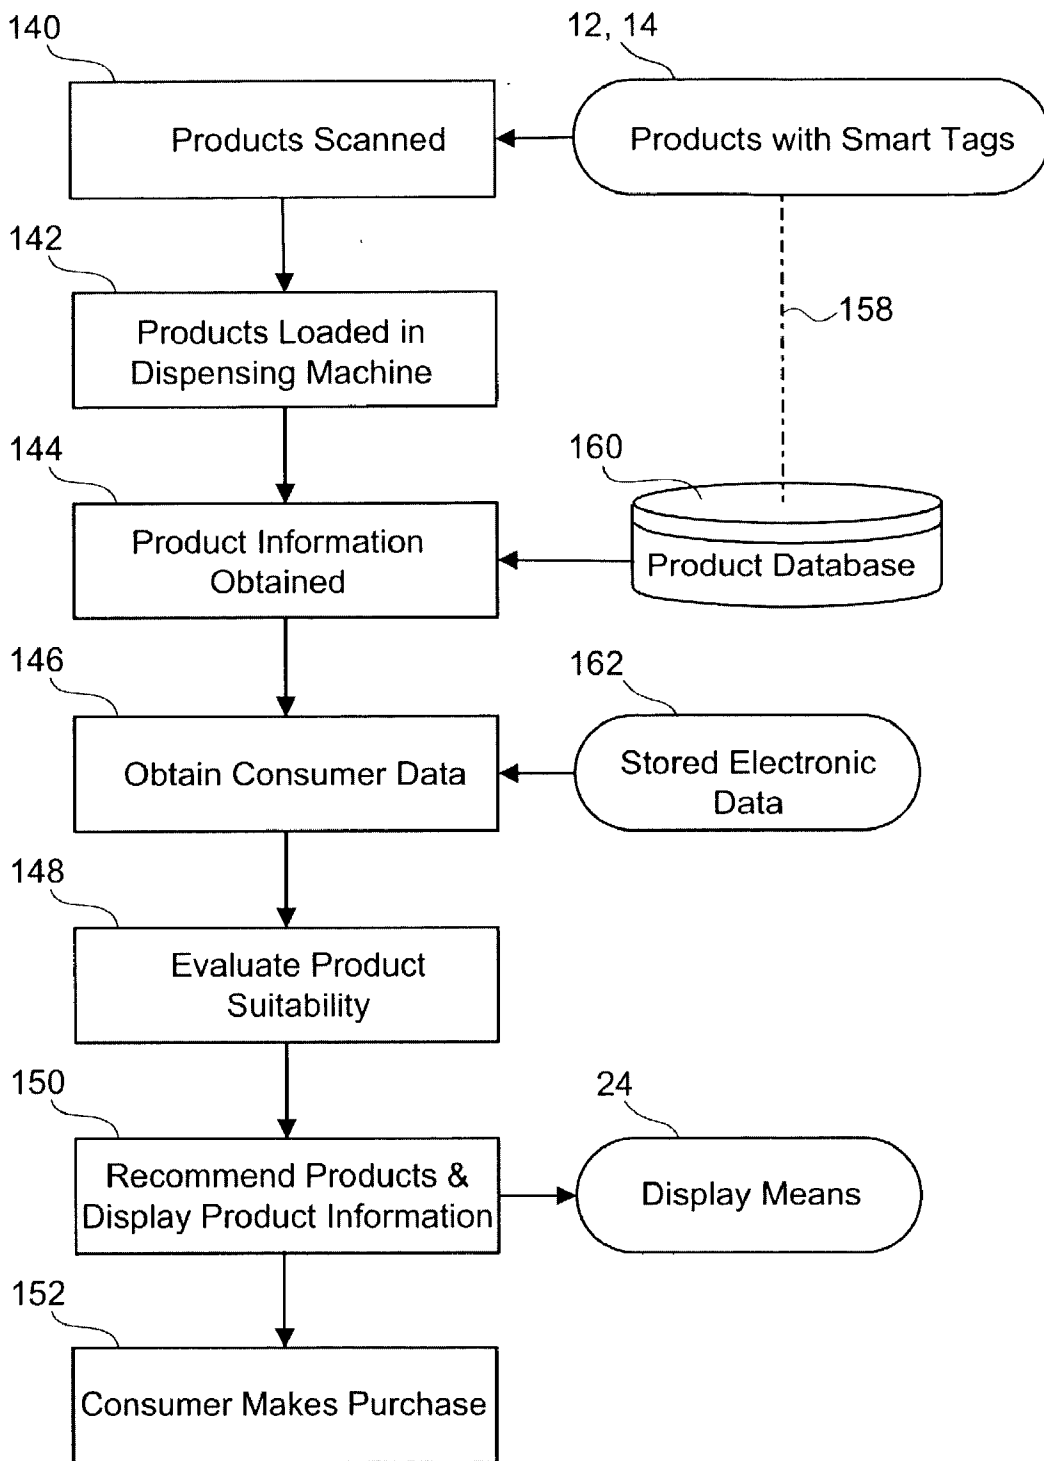 140
12, 14
Products Scanned
Products with Smart Tags
142
158
Products Loaded in
Dispensing Machine
144
160
Product Information
Obtained
Product Database
146
162
Obtain Consumer Data
Stored Electronic
Data
148
Evaluate Product
Suitability
150
24
Recommend Products &
Display Product Information
Display Means
152
Consumer Makes Purchase